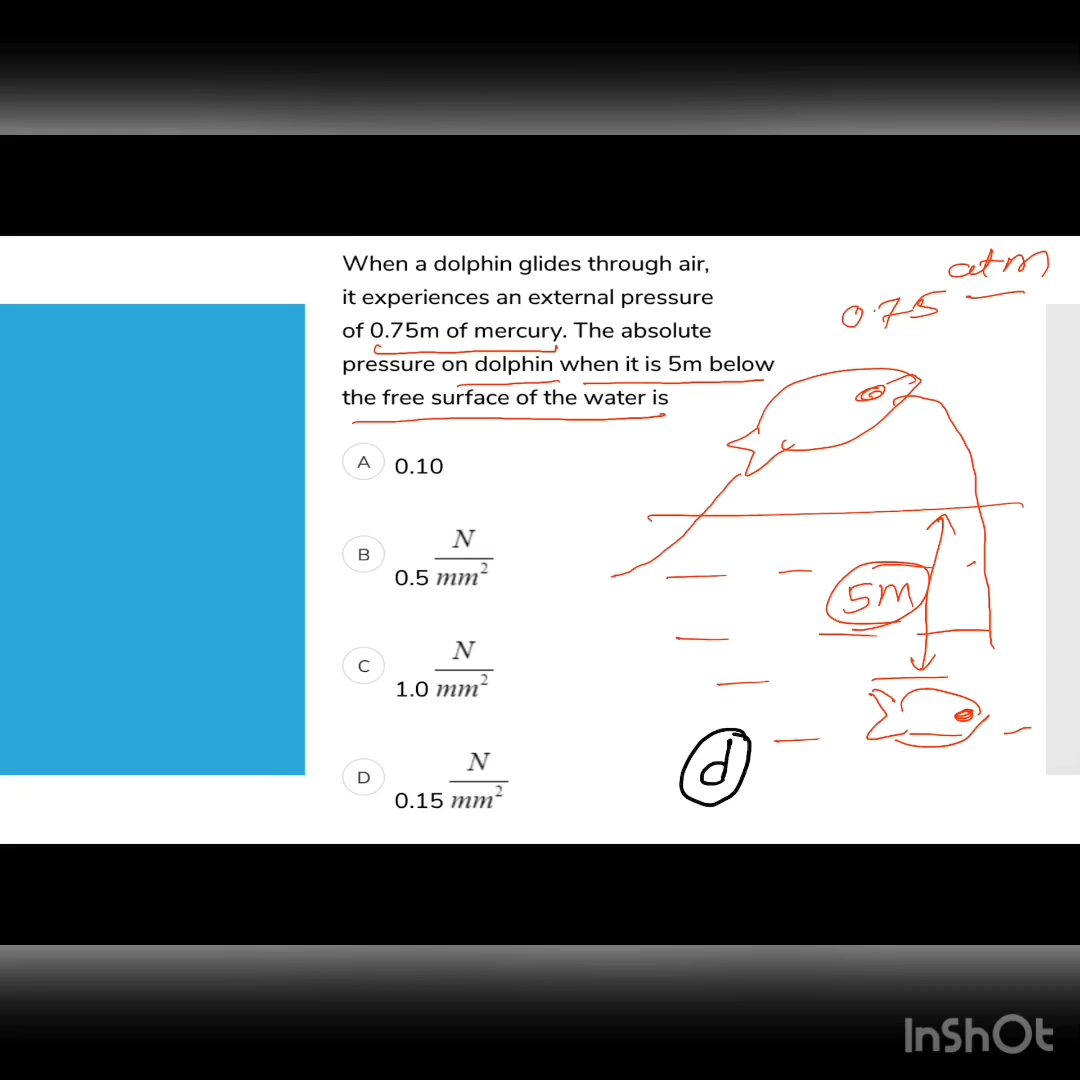 When a dolphin glides through air,
it experiences an external pressure
of 0.75m of mercury. The absolute
pressure on dolphin when it is 5m below
the free surface of the water is
A 0.10
B 0.5 N/mm²
C 1.0 N/mm²
D 0.15 N/mm²
atm
0.75
5m
d
InShOt